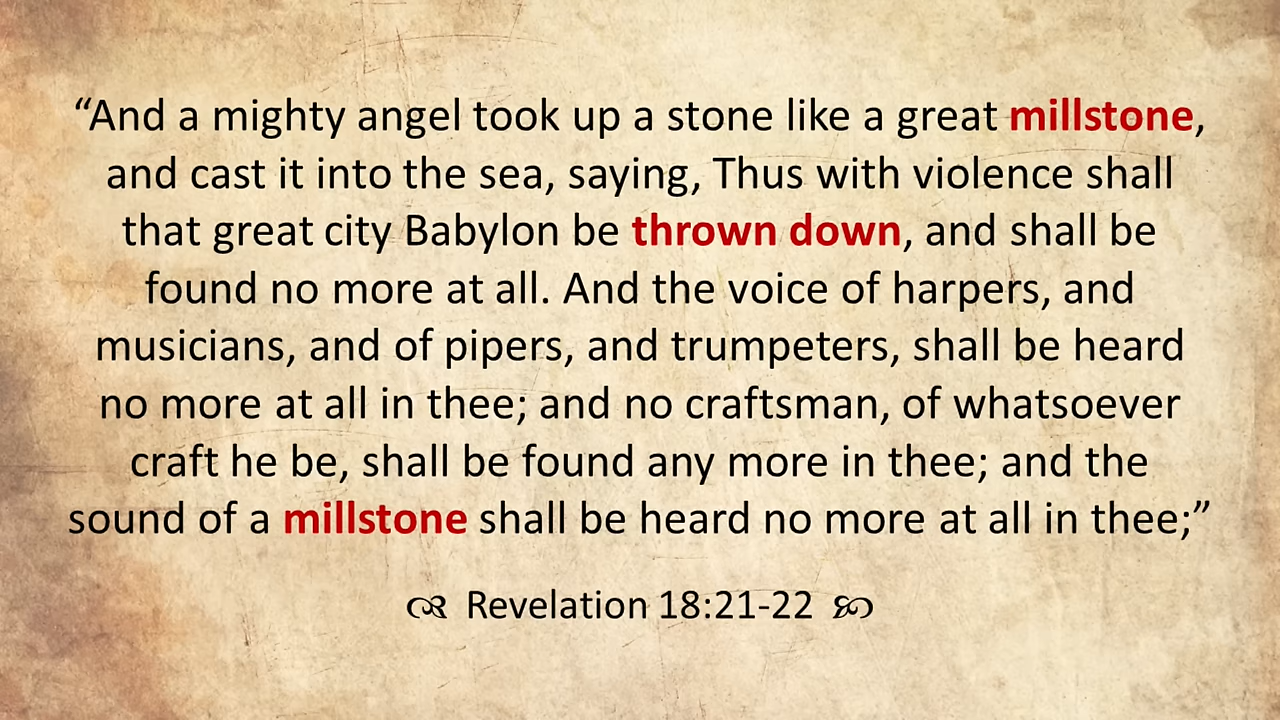 “And a mighty angel took up a stone like a great millstone,
and cast it into the sea, saying, Thus with violence shall
that great city Babylon be thrown down, and shall be
found no more at all. And the voice of harpers, and
musicians, and of pipers, and trumpeters, shall be heard
no more at all in thee; and no craftsman, of whatsoever
craft he be, shall be found any more in thee; and the
sound of a millstone shall be heard no more at all in thee;”
Revelation 18:21-22